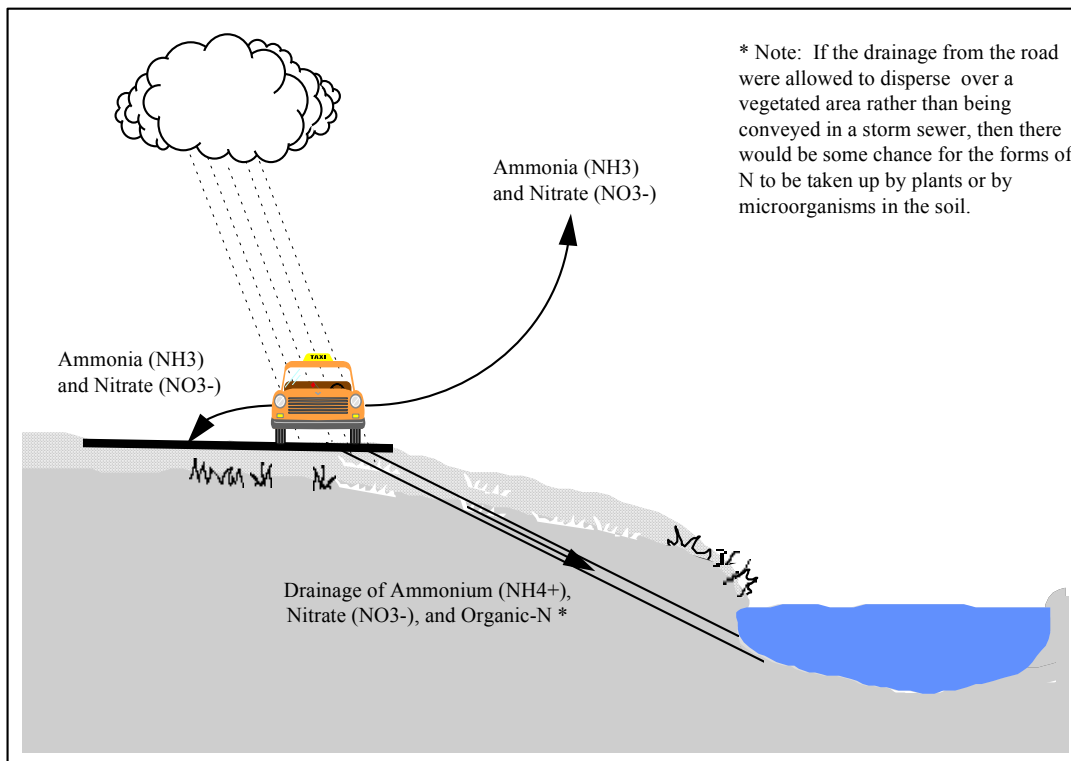 * Note:  If the drainage from the road
were allowed to disperse  over a
vegetated area rather than being
conveyed in a storm sewer, then there
would be some chance for the forms of
N to be taken up by plants or by
microorganisms in the soil.
Ammonia (NH3)
and Nitrate (NO3-)
TAXI
Ammonia (NH3)
and Nitrate (NO3-)
Drainage of Ammonium (NH4+),
Nitrate (NO3-), and Organic-N *